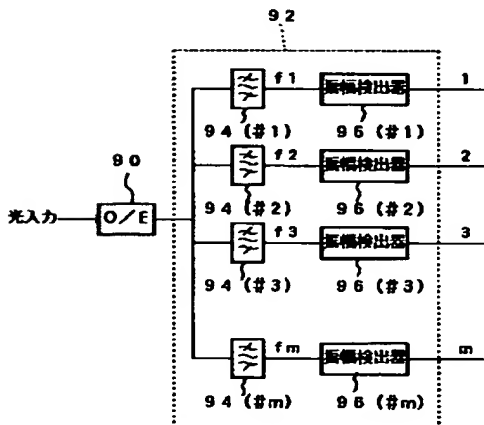 92
f1 振幅検出器 1
94(#1) 96(#1)
90
f2 振幅検出器 2
光入力 O/E
94(#2) 96(#2)
f3 振幅検出器 3
94(#3) 96(#3)
fm 振幅検出器 m
94(#m) 96(#m)